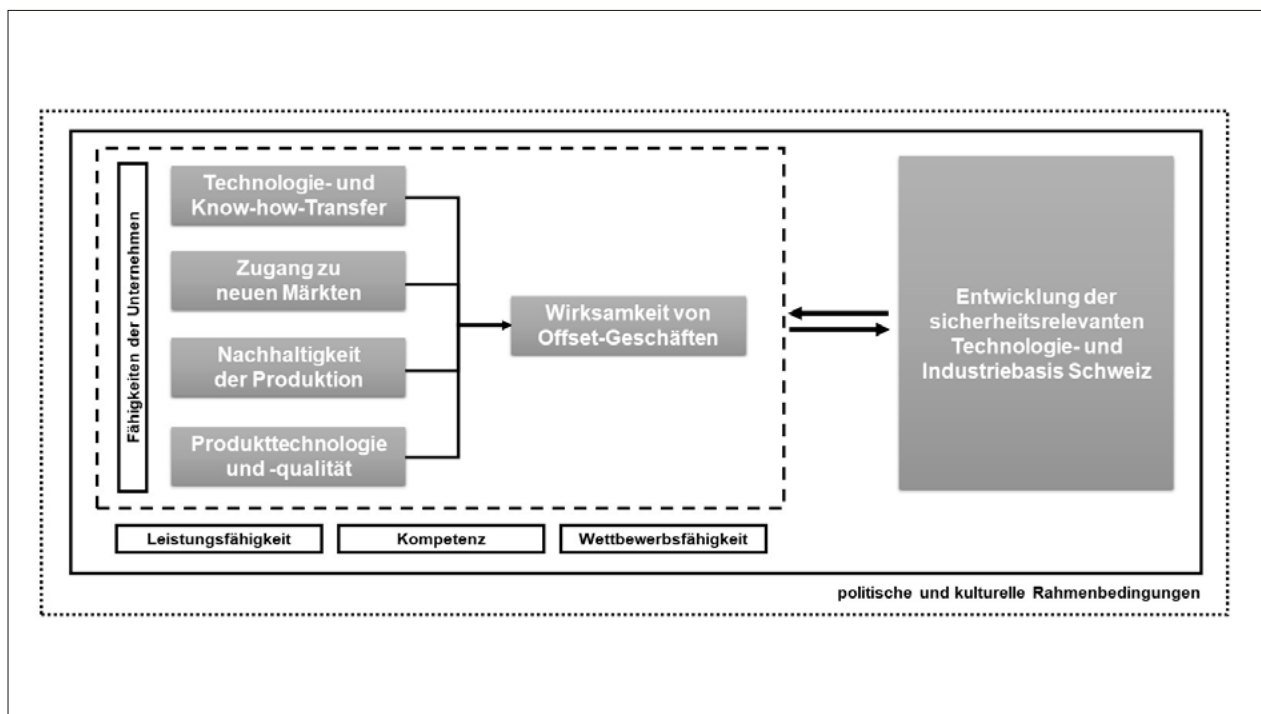 Fähigkeiten der Unternehmen
Technologie- und
Know-how-Transfer
Zugang zu
neuen Märkten
Nachhaltigkeit
der Produktion
Produkttechnologie
und -qualität
Wirksamkeit von
Offset-Geschäften
Entwicklung der
sicherheitsrelevanten
Technologie- und
Industriebasis Schweiz
Leistungsfähigkeit
Kompetenz
Wettbewerbsfähigkeit
politische und kulturelle Rahmenbedingungen